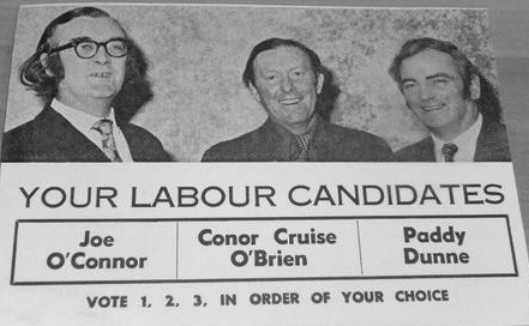 YOUR LABOUR CANDIDATES
Joe
O'Connor
Conor Cruise
O'Brien
Paddy
Dunne
VOTE 1, 2, 3, IN ORDER OF YOUR CHOICE